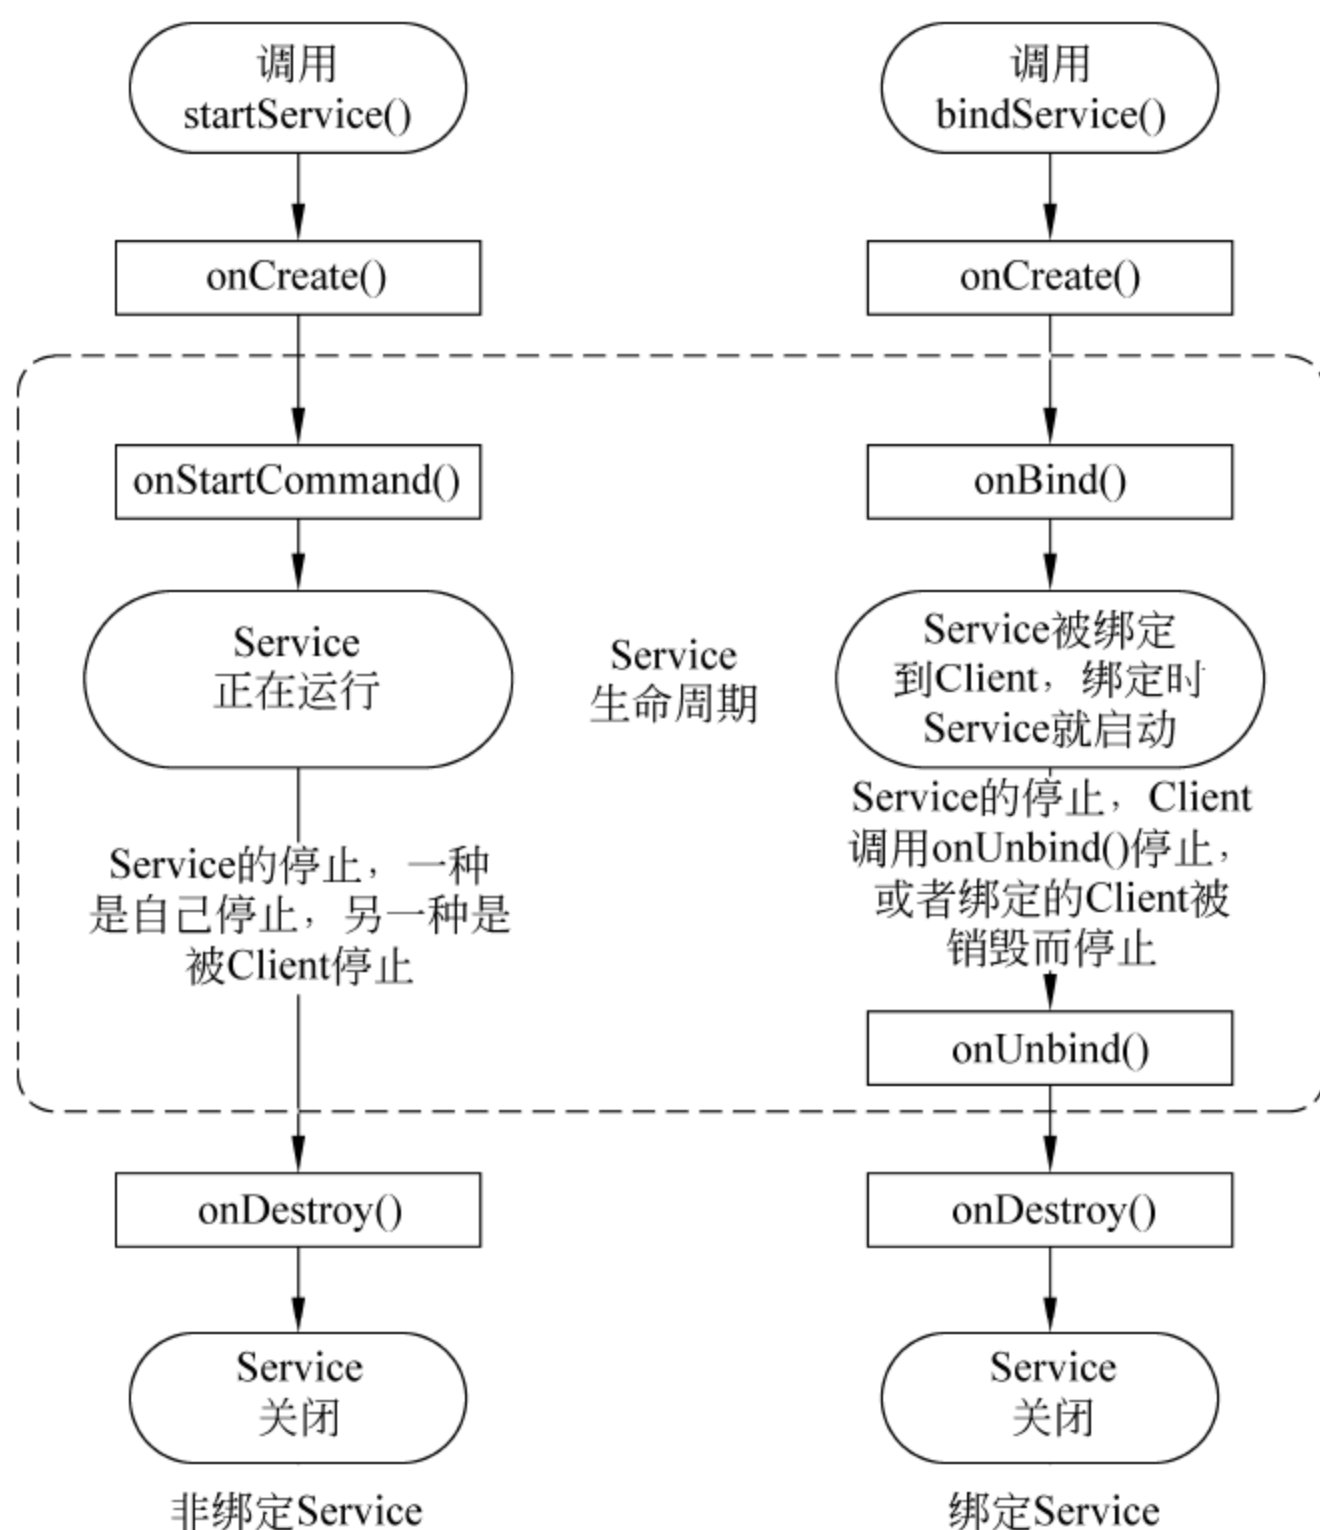 调用
startService()
onCreate()
onStartCommand()
Service
正在运行
Service的停止，一种
是自己停止，另一种是
被Client停止
onDestroy()
Service
关闭
非绑定Service
Service
生命周期
调用
bindService()
onCreate()
onBind()
Service被绑定
到Client，绑定时
Service就启动
Service的停止，Client
调用onUnbind()停止，
或者绑定的Client被
销毁而停止
onUnbind()
onDestroy()
Service
关闭
绑定Service